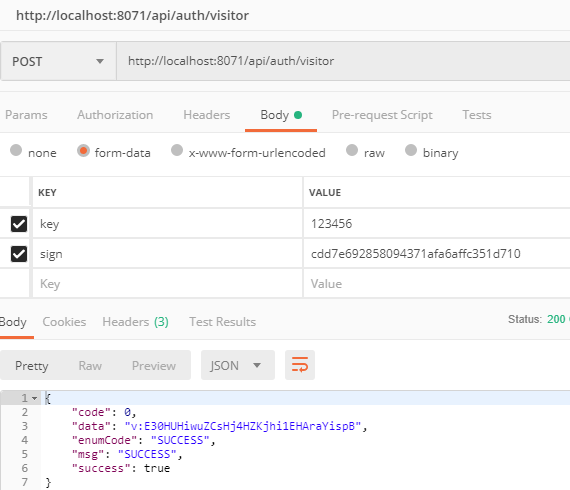 http://localhost:8071/api/auth/visitor
POST http://localhost:8071/api/auth/visitor
Params Authorization Headers Body Pre-request Script Tests
none form-data x-www-form-urlencoded raw binary
KEY VALUE
key 123456
sign cdd7e692858094371afa6affc351d710
Key Value
Body Cookies Headers (3) Test Results Status: 200
Pretty Raw Preview JSON
1 {
2 "code": 0,
3 "data": "v:E30HUHiwuZCsHj4HZKjhi1EHAraYispB",
4 "enumCode": "SUCCESS",
5 "msg": "SUCCESS",
6 "success": true
7 }